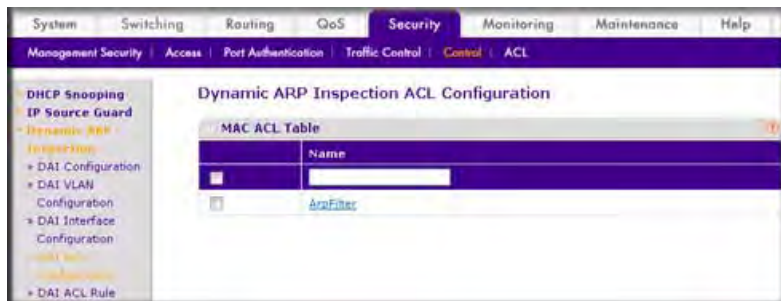 System Switching Routing QoS Security Monitoring Maintenance Help
Management Security Access Port Authentication Traffic Control Control ACL
DHCP Snooping
IP Source Guard
Dynamic ARP
Inspection
DAI Configuration
DAI VLAN
Configuration
DAI Interface
Configuration
DAI ACL Rule
Dynamic ARP Inspection ACL Configuration
MAC ACL Table
Name
ArpFilter